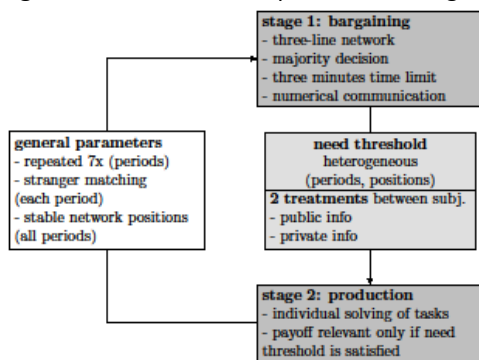 stage 1: bargaining
- three-line network
- majority decision
- three minutes time limit
- numerical communication
general parameters
- repeated 7x (periods)
- stranger matching
(each period)
- stable network positions
(all periods)
need threshold
heterogeneous
(periods, positions)
2 treatments between subj.
- public info
- private info
stage 2: production
- individual solving of tasks
- payoff relevant only if need
threshold is satisfied